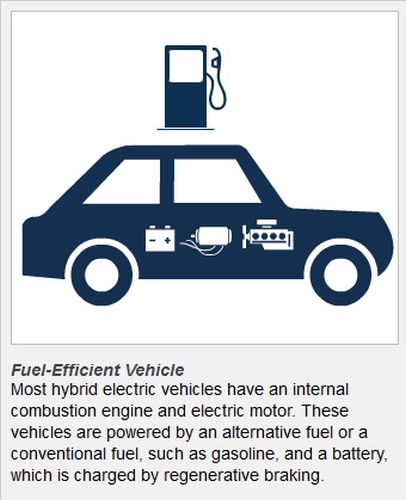 Fuel-Efficient Vehicle
Most hybrid electric vehicles have an internal
combustion engine and electric motor. These
vehicles are powered by an alternative fuel or a
conventional fuel, such as gasoline, and a battery,
which is charged by regenerative braking.